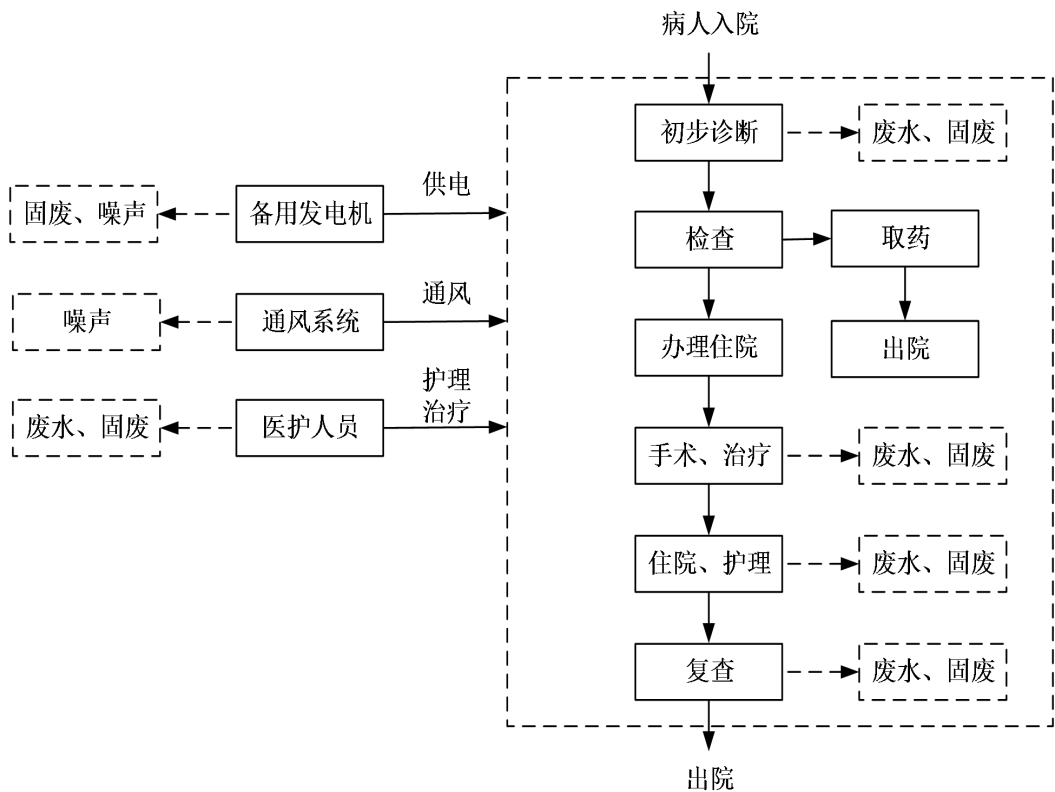 病人入院
初步诊断
废水、固废
供电
固废、噪声
备用发电机
检查
取药
通风
噪声
通风系统
办理住院
出院
护理
治疗
废水、固废
医护人员
手术、治疗
废水、固废
住院、护理
废水、固废
复查
废水、固废
出院